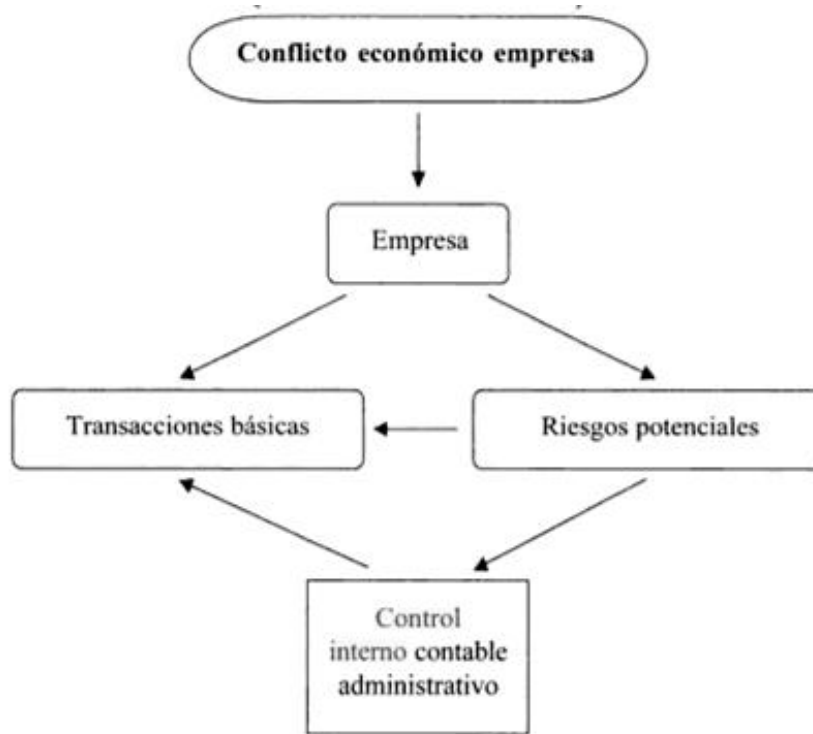 Conflicto económico empresa
Empresa
Transacciones básicas
Riesgos potenciales
Control
interno contable
administrativo